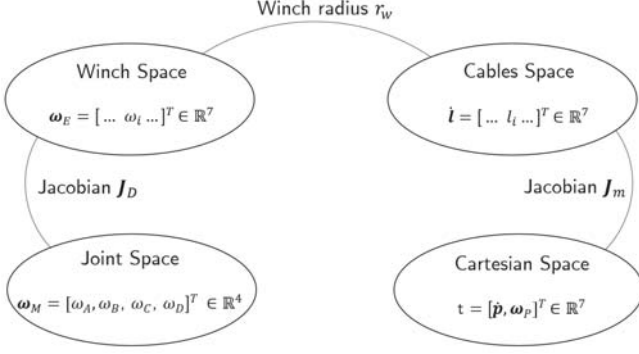 Winch radius r_w
Winch Space
Cables Space
ω_E = [ … ω_i … ]^T ∈ ℝ^7
l̇ = [ … l_i … ]^T ∈ ℝ^7
Jacobian J_D
Jacobian J_m
Joint Space
Cartesian Space
ω_M = [ω_A, ω_B, ω_C, ω_D]^T ∈ ℝ^4
t = [ṗ, ω_P]^T ∈ ℝ^7